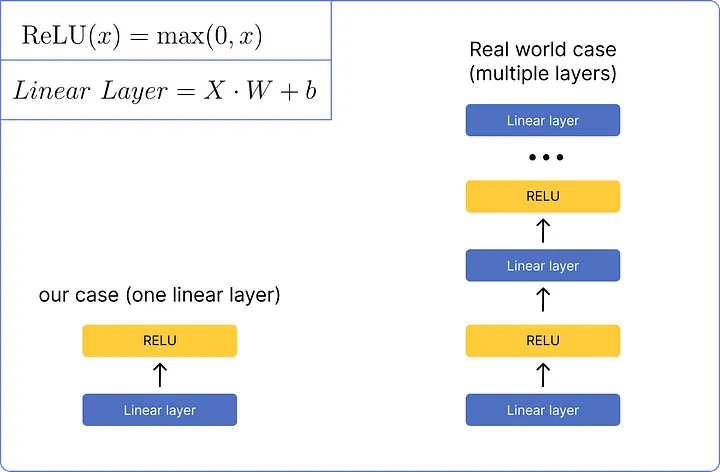 ReLU(x) = max(0, x)
Linear Layer = X · W + b
our case (one linear layer)
RELU
Linear layer
Real world case
(multiple layers)
Linear layer
•••
RELU
Linear layer
RELU
Linear layer